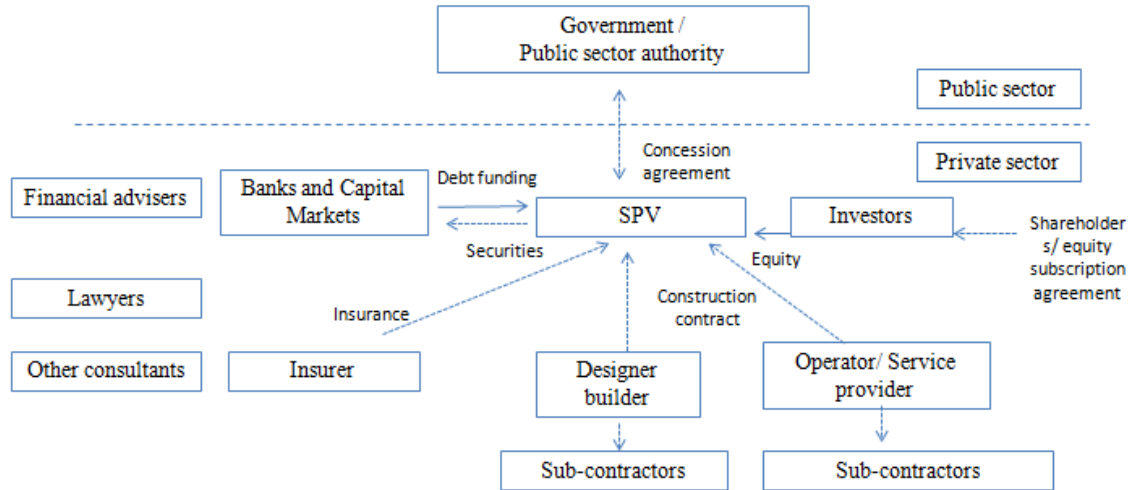 Government /
Public sector authority
Public sector
Concession
agreement
Private sector
Financial advisers
Banks and Capital
Markets
Debt funding
SPV
Investors
Shareholder
s/ equity
subscription
agreement
Securities
Equity
Lawyers
Insurance
Construction
contract
Other consultants
Insurer
Designer
builder
Operator/ Service
provider
Sub-contractors
Sub-contractors